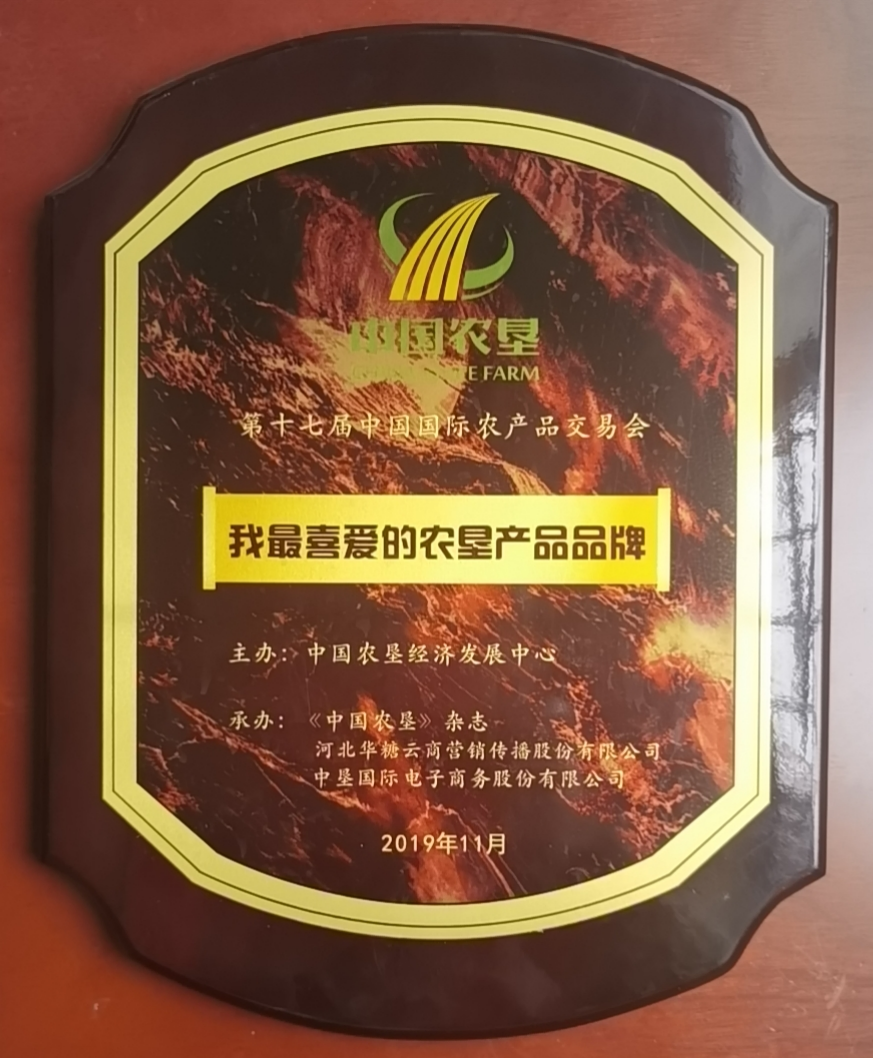 中国农垦
FARM
第十七届中国国际农产品交易会
我最喜爱的农垦产品品牌
主办：中国农垦经济发展中心
承办：《中国农垦》杂志
河北华糖云商营销传播股份有限公司
中垦国际电子商务股份有限公司
2019年11月